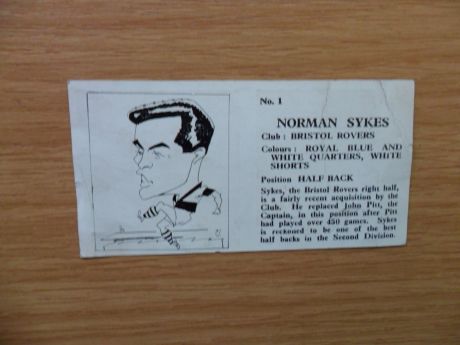 No. 1
NORMAN SYKES
Club : BRISTOL ROVERS
Colours : ROYAL BLUE AND
WHITE QUARTERS, WHITE
SHORTS
Position HALF BACK
Sykes, the Bristol Rovers right half,
is a fairly recent acquisition by the
Club. He replaced John Pitt, the
Captain, in this position after Pitt
had played over 450 games. Sykes
is reckoned to be one of the best
half backs in the Second Division.